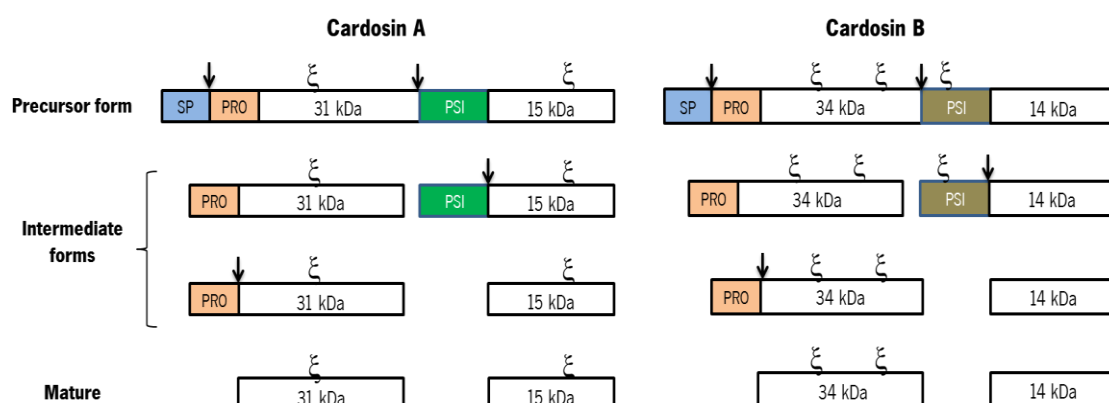 Cardosin A Cardosin B
ξ ξ ξ ξ ξ
Precursor form SP PRO 31 kDa PSI 15 kDa SP PRO 34 kDa PSI 14 kDa
ξ ξ ξ ξ ξ
PRO 31 kDa PSI 15 kDa PRO 34 kDa PSI 14 kDa
Intermediate
forms
ξ ξ ξ ξ
PRO 31 kDa 15 kDa PRO 34 kDa 14 kDa
ξ ξ ξ ξ
Mature 31 kDa 15 kDa 34 kDa 14 kDa